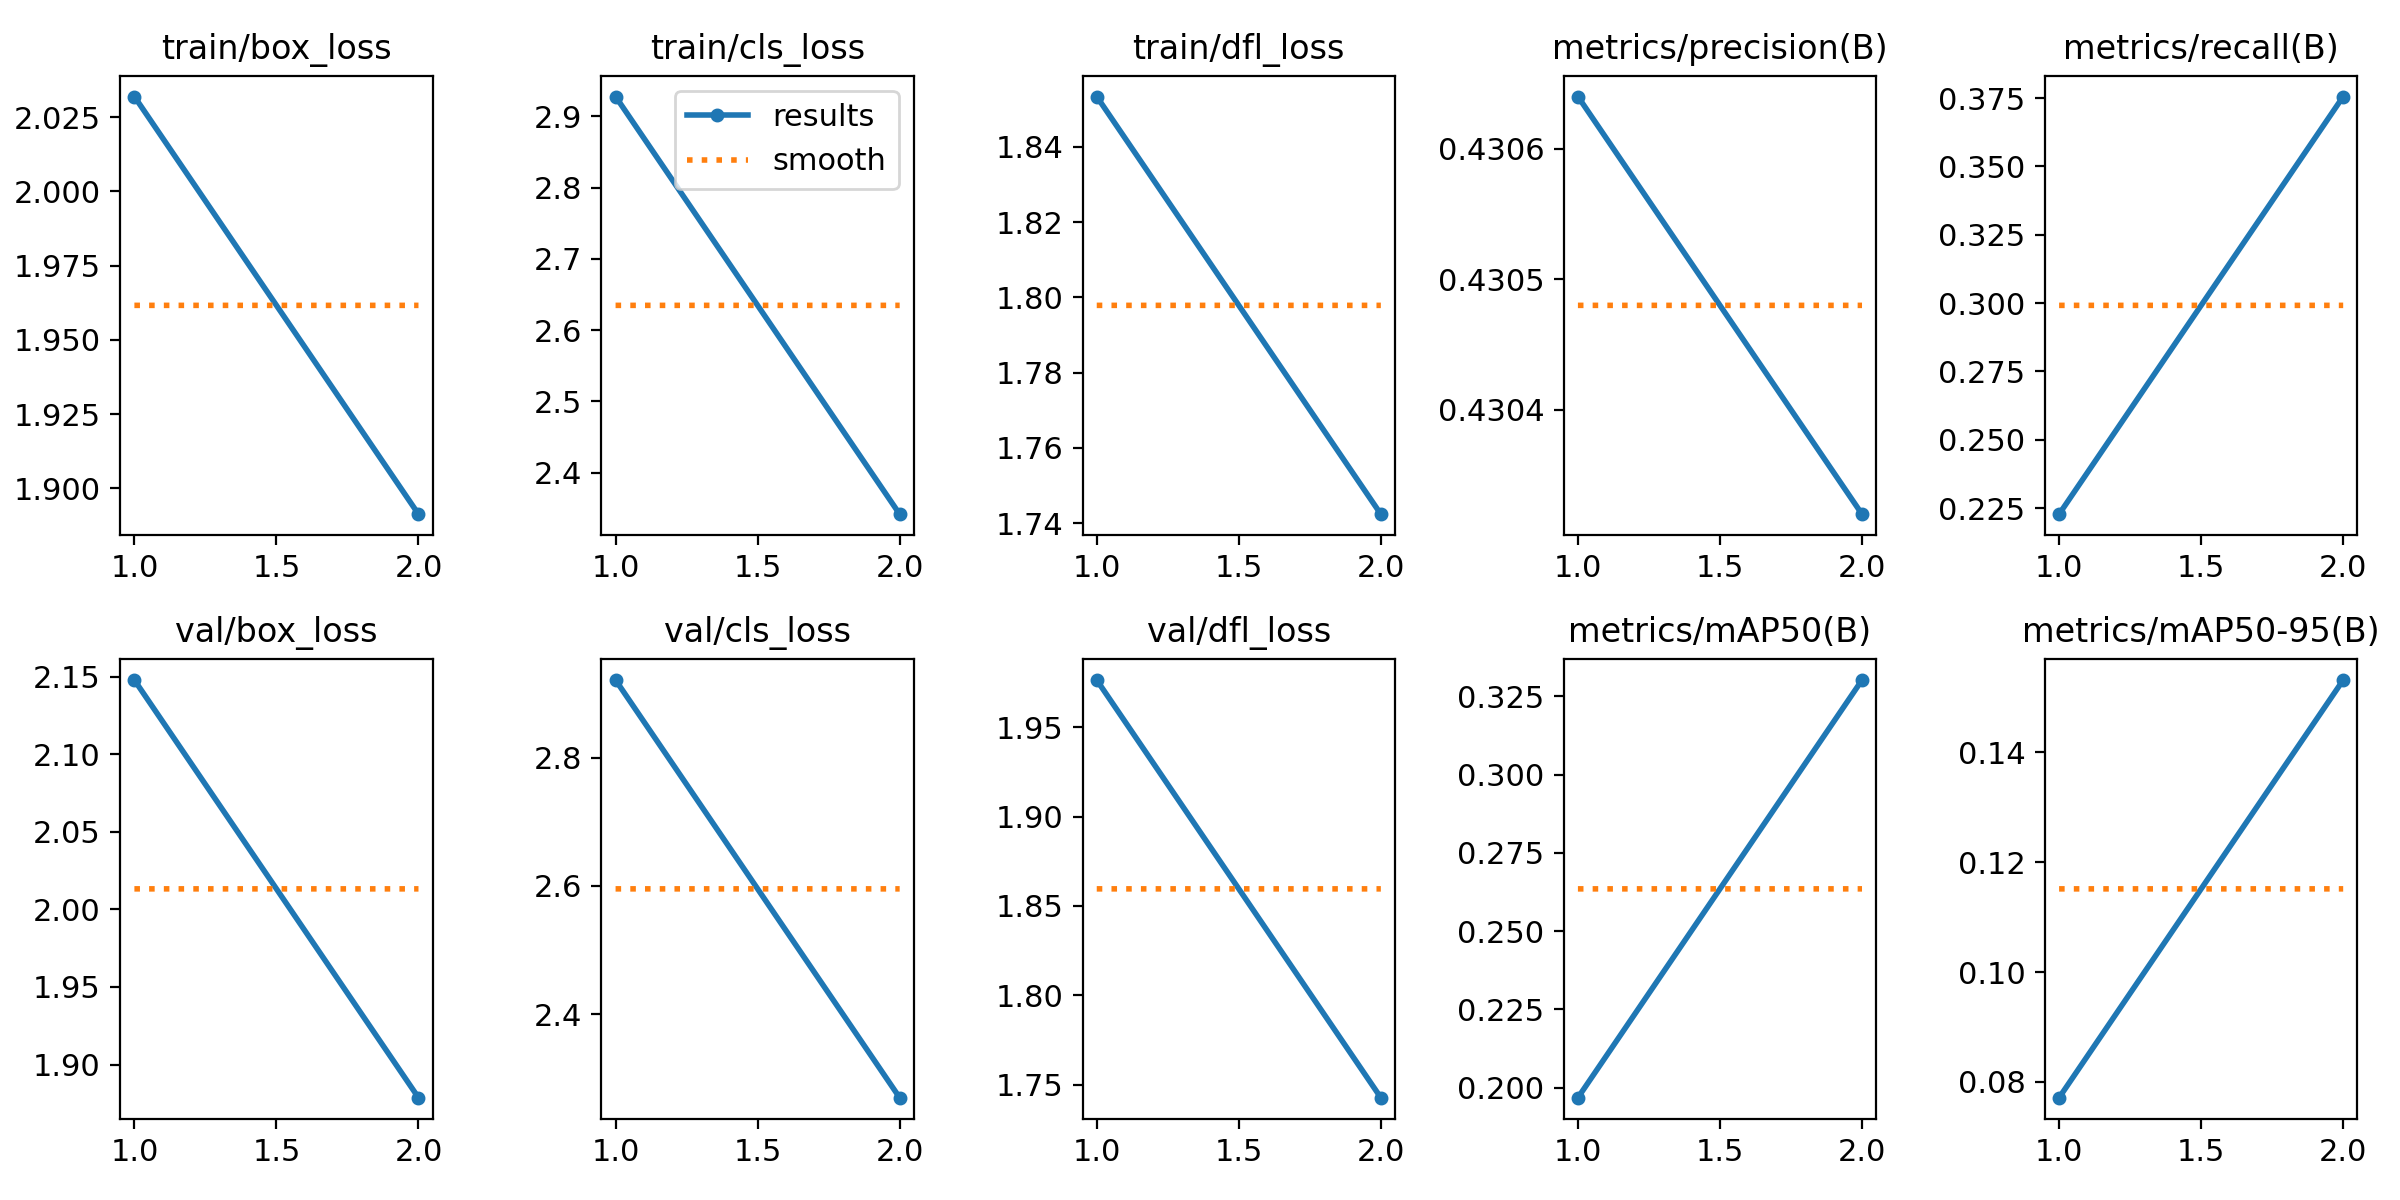 train/box_loss
2.025
2.000
1.975
1.950
1.925
1.900
1.0 1.5 2.0
train/cls_loss
results
smooth
2.9
2.8
2.7
2.6
2.5
2.4
1.0 1.5 2.0
train/dfl_loss
1.84
1.82
1.80
1.78
1.76
1.74
1.0 1.5 2.0
metrics/precision(B)
0.4306
0.4305
0.4304
1.0 1.5 2.0
metrics/recall(B)
0.375
0.350
0.325
0.300
0.275
0.250
0.225
1.0 1.5 2.0
val/box_loss
2.15
2.10
2.05
2.00
1.95
1.90
1.0 1.5 2.0
val/cls_loss
2.8
2.6
2.4
1.0 1.5 2.0
val/dfl_loss
1.95
1.90
1.85
1.80
1.75
1.0 1.5 2.0
metrics/mAP50(B)
0.325
0.300
0.275
0.250
0.225
0.200
1.0 1.5 2.0
metrics/mAP50-95(B)
0.14
0.12
0.10
0.08
1.0 1.5 2.0